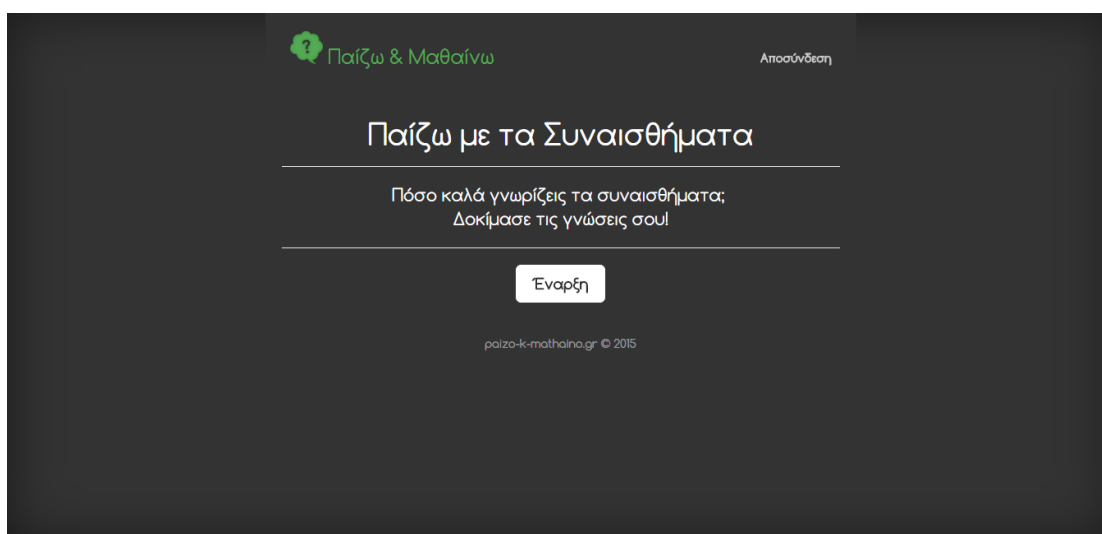 ?
Παίζω & Μαθαίνω
Αποσύνδεση
Παίζω με τα Συναισθήματα
Πόσο καλά γνωρίζεις τα συναισθήματα;
Δοκίμασε τις γνώσεις σου!
Έναρξη
paizo-k-mathaino.gr © 2015